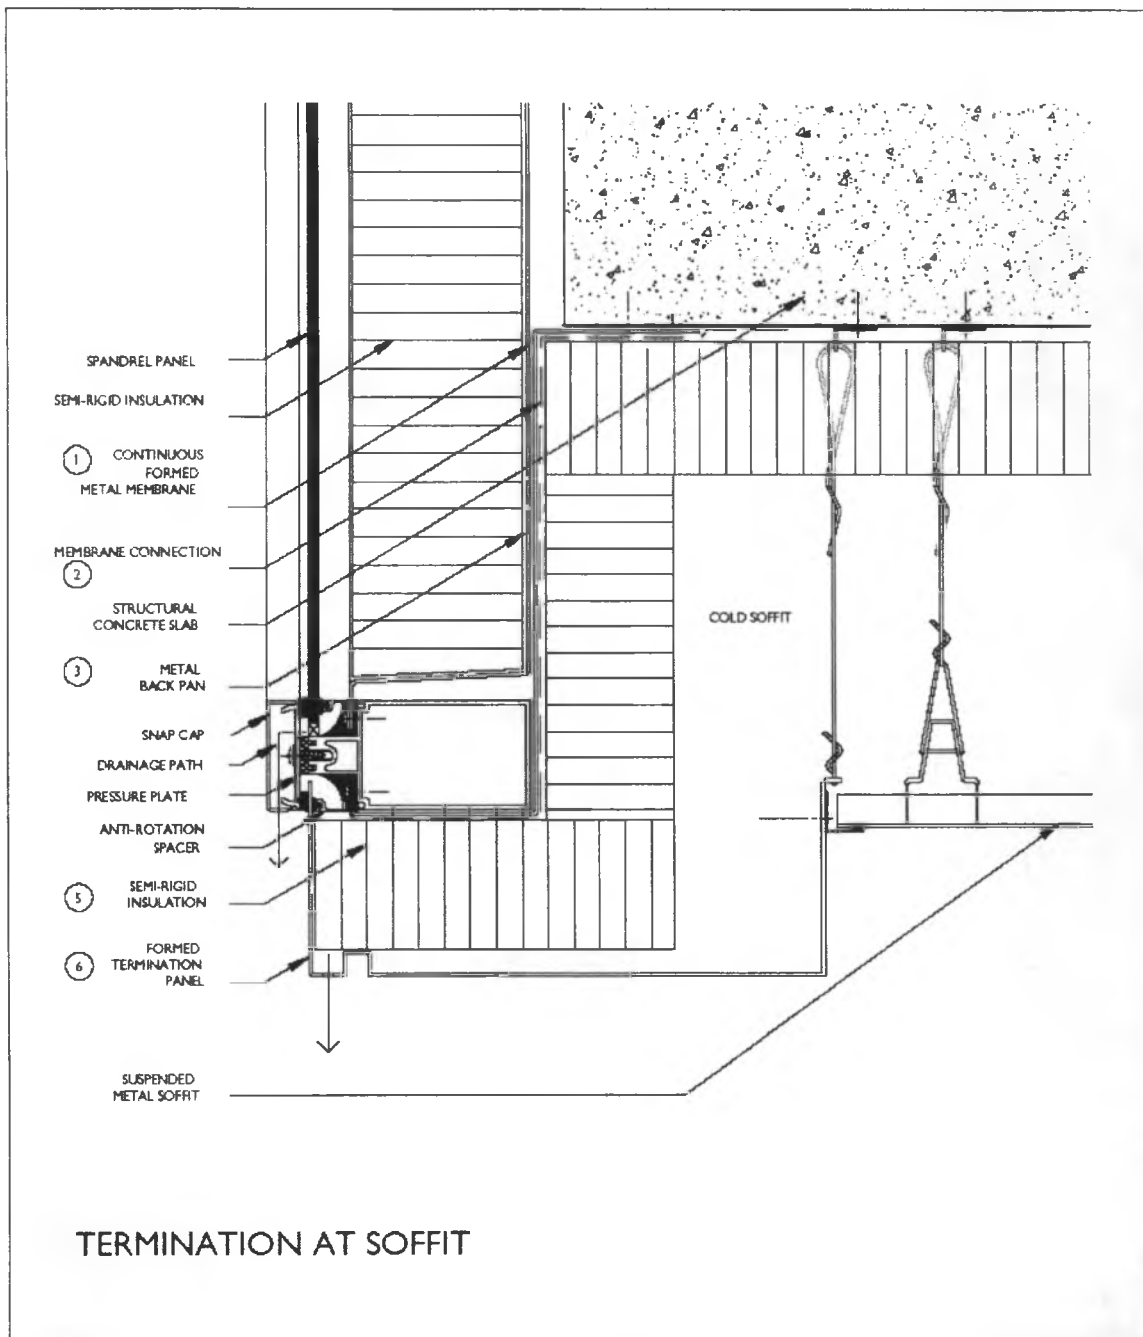 SPANDREL PANEL
SEMI-RIGID INSULATION
1 CONTINUOUS
FORMED
METAL MEMBRANE
MEMBRANE CONNECTION
2
STRUCTURAL
CONCRETE SLAB
3 METAL
BACK PAN
SNAP CAP
DRAINAGE PATH
PRESSURE PLATE
ANTI-ROTATION
SPACER
5 SEMI-RIGID
INSULATION
6 FORMED
TERMINATION
PANEL
SUSPENDED
METAL SOFFIT
COLD SOFFIT
TERMINATION AT SOFFIT